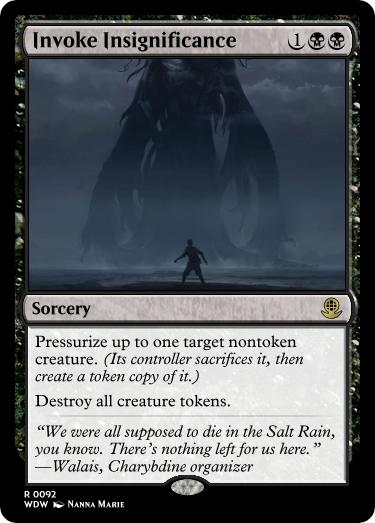 Invoke Insignificance 1
Sorcery
Pressurize up to one target nontoken
creature. (Its controller sacrifices it, then
create a token copy of it.)
Destroy all creature tokens.
“We were all supposed to die in the Salt Rain,
you know. There’s nothing left for us here.”
—Walais, Charybdine organizer
R 0092
WDW Nanna Marie